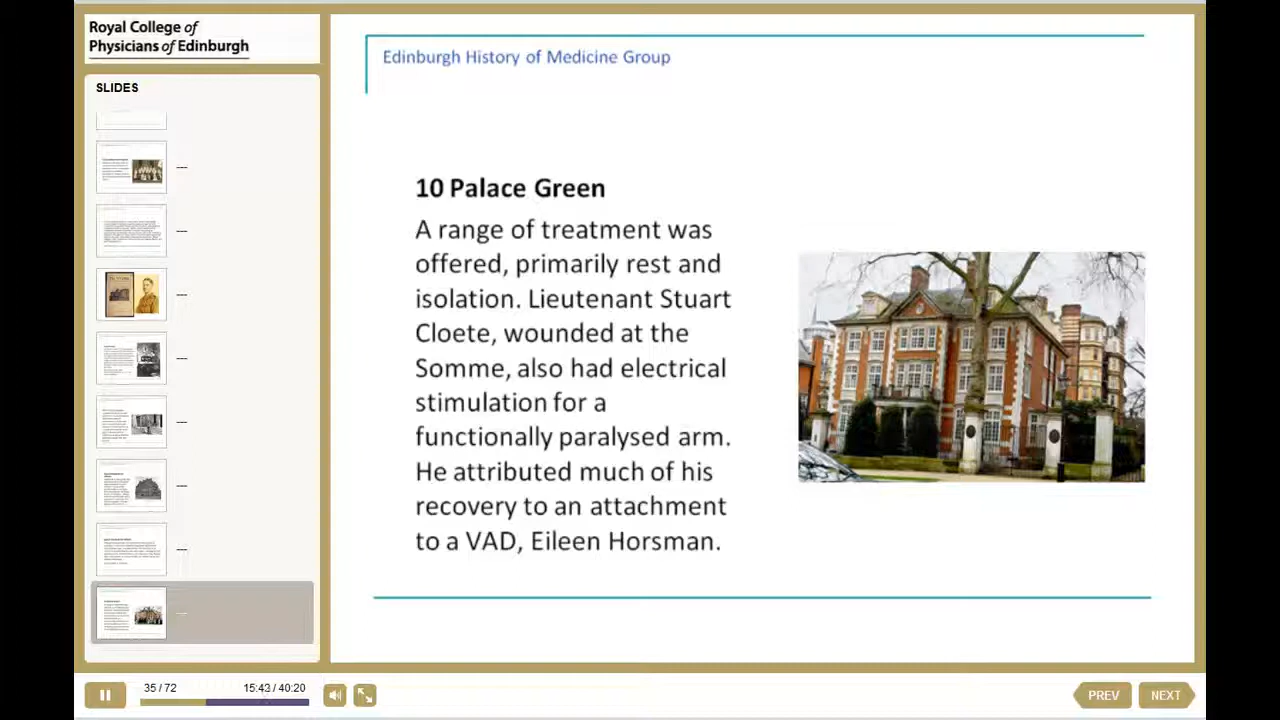 Royal College of
Physicians of Edinburgh
SLIDES
Edinburgh History of Medicine Group
10 Palace Green
A range of treatment was
offered, primarily rest and
isolation. Lieutenant Stuart
Cloete, wounded at the
Somme, also had electrical
stimulation for a
functionally paralysed arm.
He attributed much of his
recovery to an attachment
to a VAD, Eileen Horsman.
35 / 72
15:43 / 40:20
PREV
NEXT